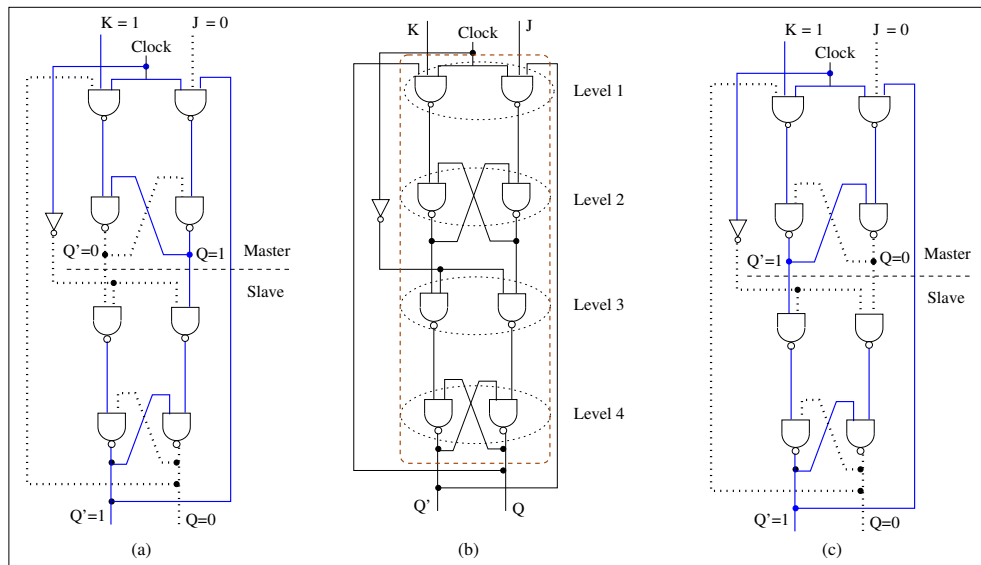 K = 1
J = 0
Clock
Q'=0
Q=1
Master
Slave
Q'=1
Q=0
(a)
K
J
Clock
Level 1
Level 2
Level 3
Level 4
Q'
Q
(b)
K = 1
J = 0
Clock
Q'=1
Q=0
Master
Slave
Q'=1
Q=0
(c)